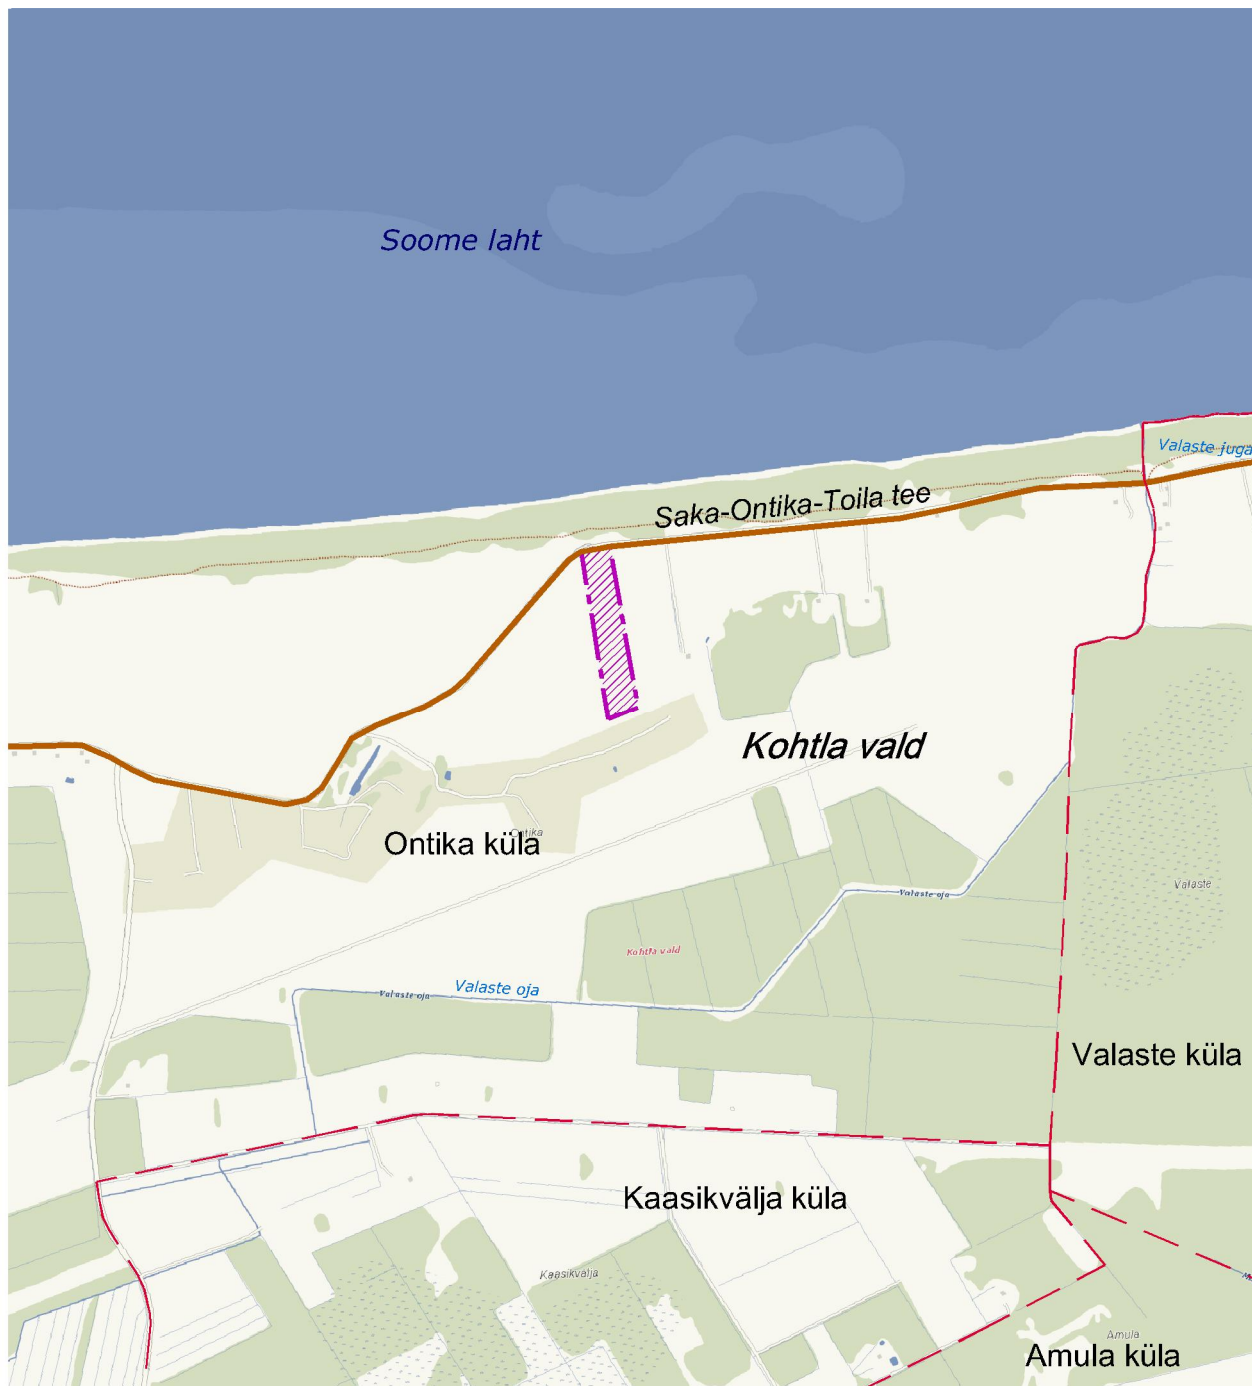 Soome laht
Valaste juga
Saka-Ontika-Toila tee
Kohtla vald
Ontika küla
Ontika
Valaste
Valaste oja
Kohtla vald
Valaste oja
Valaste oja
Valaste küla
Kaasikvälja küla
Kaasikvälja
Amula
Amula küla